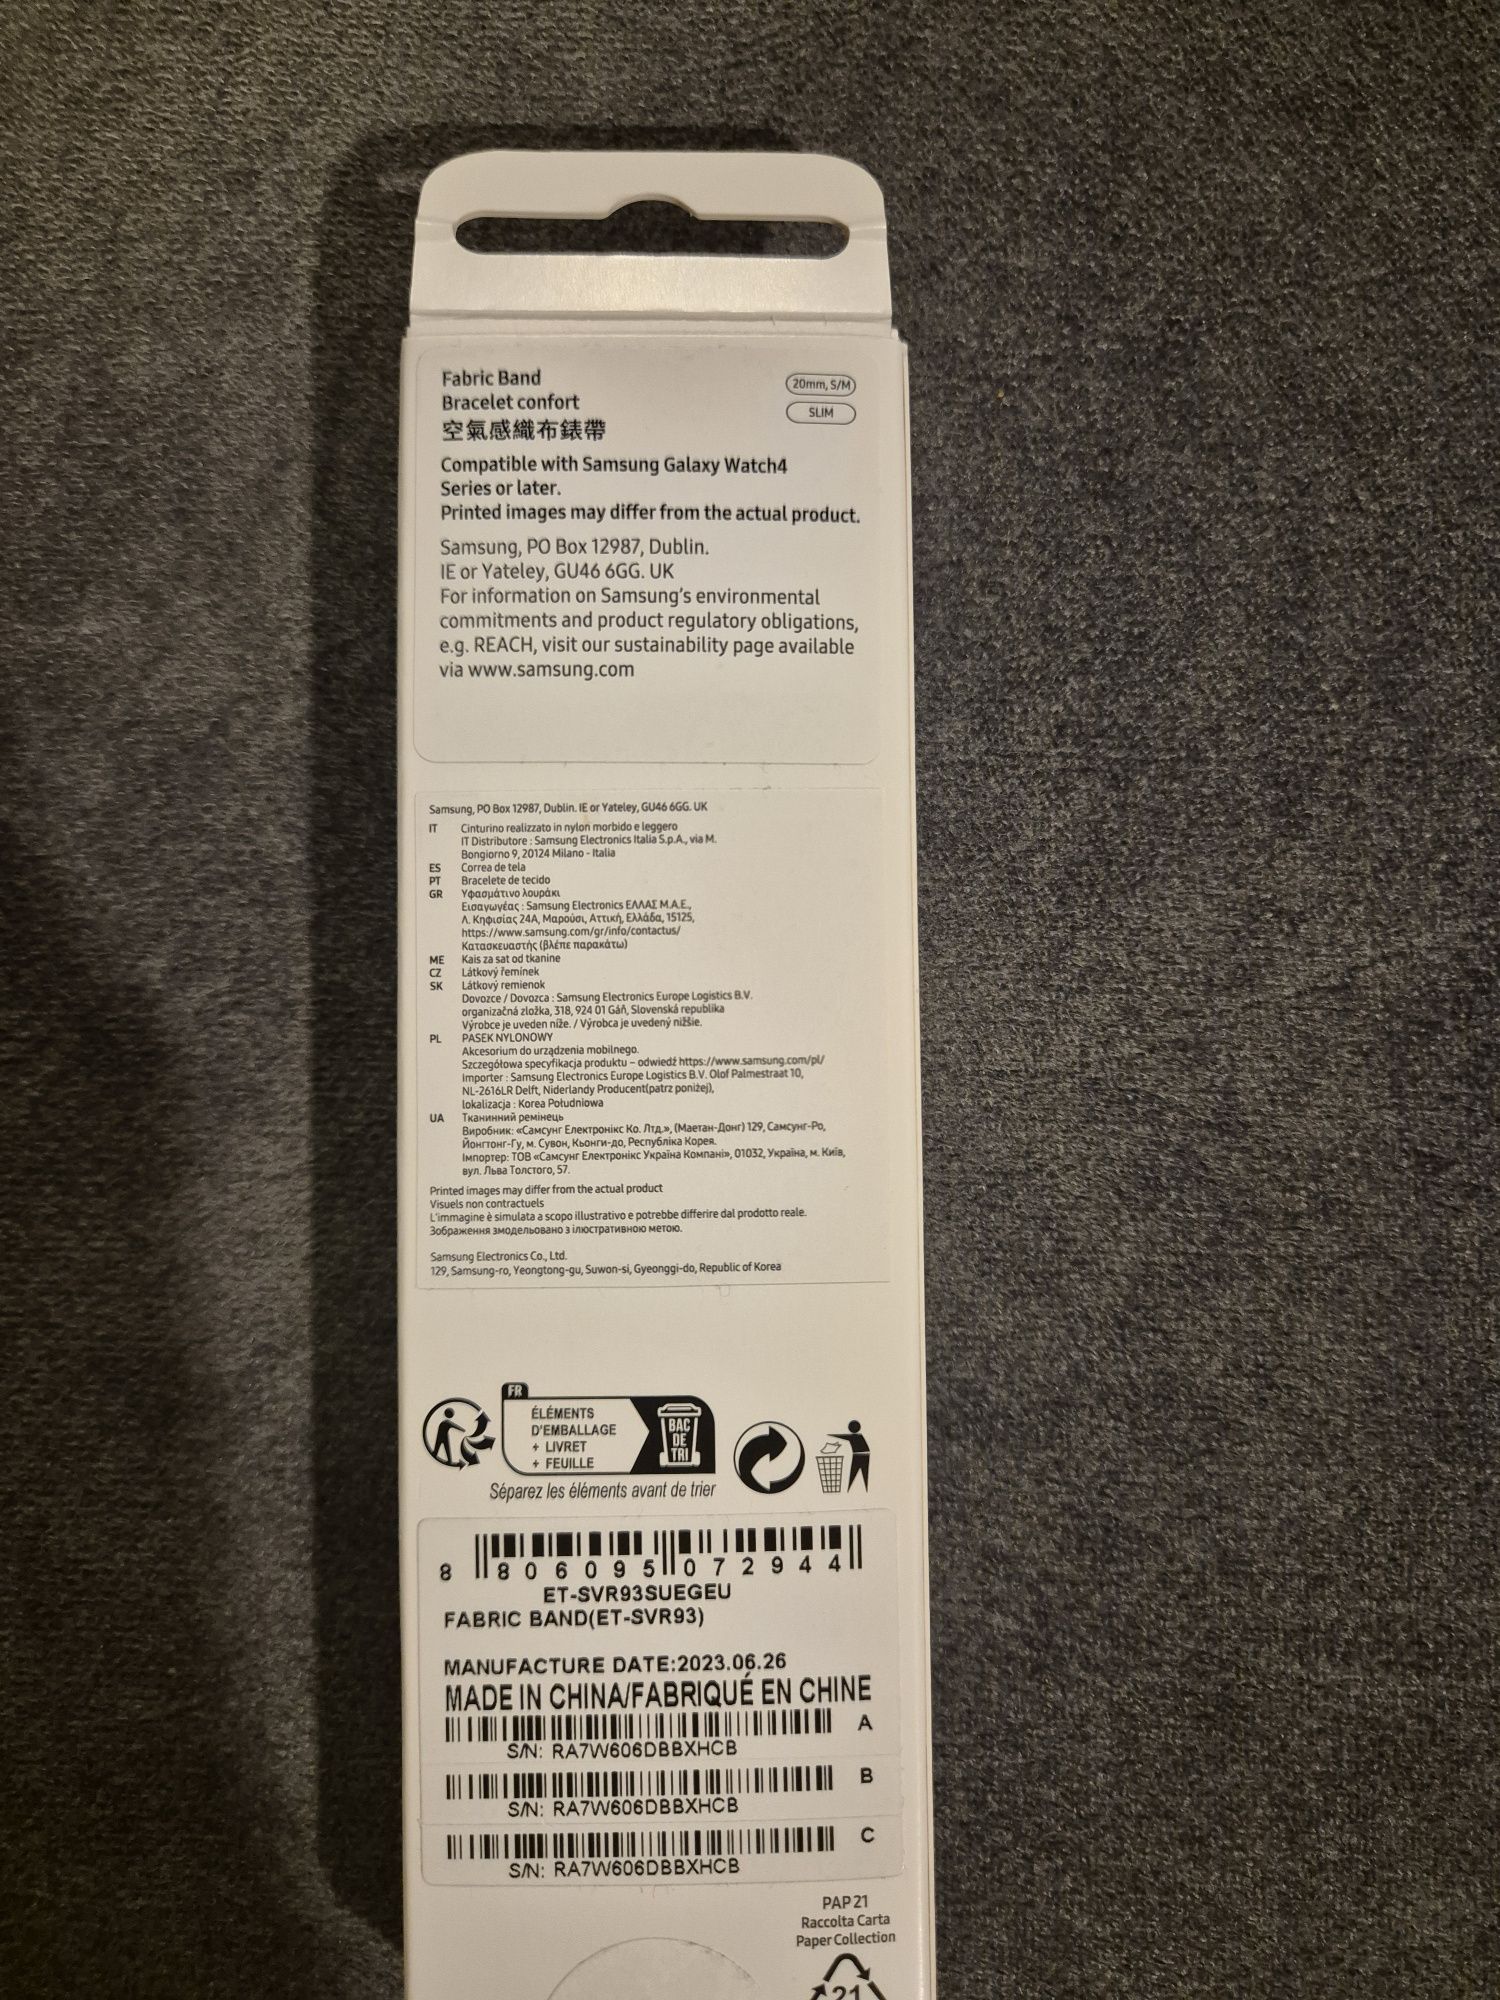 Fabric Band
Bracelet confort
空氣感織布錶帶
20mm, S/M
SLIM
Compatible with Samsung Galaxy Watch4
Series or later.
Printed images may differ from the actual product.
Samsung, PO Box 12987, Dublin.
IE or Yateley, GU46 6GG. UK
For information on Samsung's environmental
commitments and product regulatory obligations,
e.g. REACH, visit our sustainability page available
via www.samsung.com
Samsung, PO Box 12987, Dublin. IE or Yateley, GU46 6GG. UK
IT Cinturino realizzato in nylon morbido e leggero
IT Distributore : Samsung Electronics Italia S.p.A., via M.
Bongiorno 9, 20124 Milano - Italia
ES Correa de tela
PT Bracelete de tecido
GR Υφασμάτινο λουράκι
Εισαγωγέας : Samsung Electronics ΕΛΛΑΣ Μ.Α.Ε.,
Λ. Κηφισίας 24Α, Μαρούσι, Αττική, Ελλάδα, 15125,
https://www.samsung.com/gr/info/contactus/
Κατασκευαστής (βλέπε παρακάτω)
ME Kais za sat od tkanine
CZ Látkový řemínek
SK Látkový remienok
Dovozce / Dovozca : Samsung Electronics Europe Logistics B.V.
organizačná zložka, 318, 924 01 Gáň, Slovenská republika
Výrobce je uveden níže. / Výrobca je uvedený nižšie.
PL PASEK NYLONOWY
Akcesorium do urządzenia mobilnego.
Szczegółowa specyfikacja produktu – odwiedź https://www.samsung.com/pl/
Importer : Samsung Electronics Europe Logistics B.V. Olof Palmestraat 10,
NL-2616LR Delft, Niderlandy Producent(patrz poniżej),
lokalizacja : Korea Południowa
UA Тканинний ремінець
Виробник: «Самсунг Електронікс Ко. Лтд.», (Маетан-Донг) 129, Самсунг-Ро,
Йонгтонг-Гу, м. Сувон, Кьонги-до, Республіка Корея.
Імпортер: ТОВ «Самсунг Електронікс Україна Компані», 01032, Україна, м. Київ,
вул. Льва Толстого, 57.
Printed images may differ from the actual product
Visuels non contractuels
L'immagine è simulata a scopo illustrativo e potrebbe differire dal prodotto reale.
Зображення змодельовано з ілюстративною метою.
Samsung Electronics Co., Ltd.
129, Samsung-ro, Yeongtong-gu, Suwon-si, Gyeonggi-do, Republic of Korea
FR
ÉLÉMENTS
D'EMBALLAGE
+ LIVRET
+ FEUILLE
BAC
DE
TRI
Séparez les éléments avant de trier
8 806095 072944
ET-SVR93SUEGEU
FABRIC BAND(ET-SVR93)
MANUFACTURE DATE:2023.06.26
MADE IN CHINA/FABRIQUÉ EN CHINE
A
S/N: RA7W606DBBXHCB
B
S/N: RA7W606DBBXHCB
C
S/N: RA7W606DBBXHCB
PAP 21
Raccolta Carta
Paper Collection
21